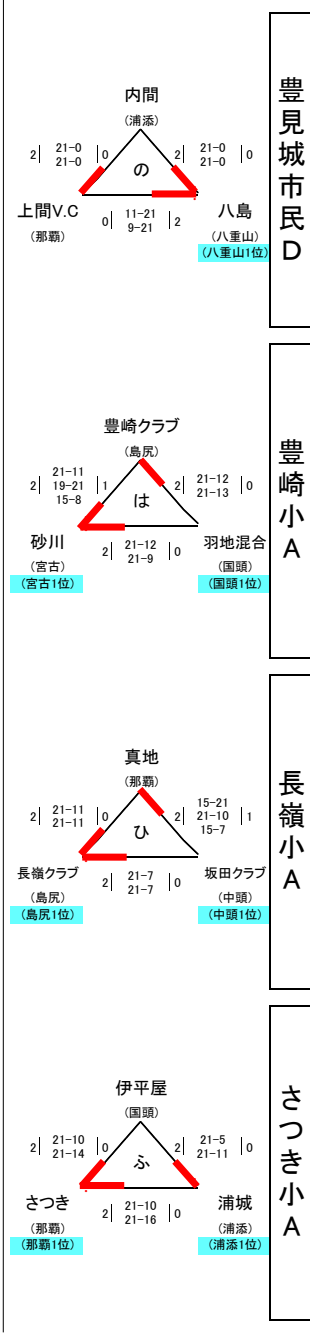 内間
(浦添)
2 21-0 21-0 0
2 21-0 21-0 0
の
上間V.C
(那覇)
0 11-21 9-21 2
八島
(八重山)
(八重山1位)
豊見城市民D
豊崎クラブ
(島尻)
2 21-11 19-21 15-8 1
2 21-12 21-13 0
は
砂川
(宮古)
(宮古1位)
2 21-12 21-9 0
羽地混合
(国頭)
(国頭1位)
豊崎小A
真地
(那覇)
2 21-11 21-11 0
2 15-21 21-10 15-7 1
ひ
長嶺クラブ
(島尻)
(島尻1位)
2 21-7 21-7 0
坂田クラブ
(中頭)
(中頭1位)
長嶺小A
伊平屋
(国頭)
2 21-10 21-14 0
2 21-5 21-11 0
ふ
さつき
(那覇)
(那覇1位)
2 21-10 21-16 0
浦城
(浦添)
(浦添1位)
さつき小A